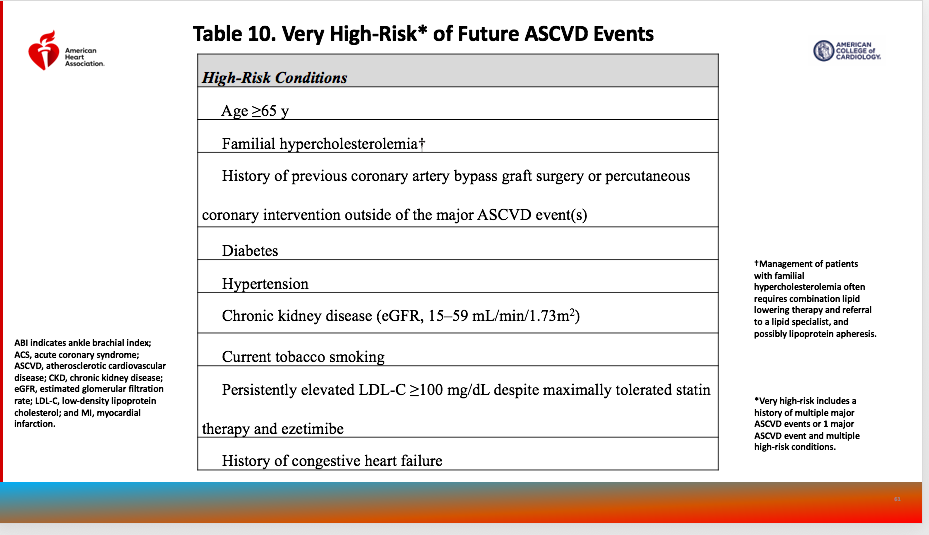 Table 10. Very High-Risk* of Future ASCVD Events
American
Heart
Association.
AMERICAN
COLLEGE of
CARDIOLOGY.
High-Risk Conditions
Age ≥65 y
Familial hypercholesterolemia†
History of previous coronary artery bypass graft surgery or percutaneous
coronary intervention outside of the major ASCVD event(s)
Diabetes
Hypertension
Chronic kidney disease (eGFR, 15–59 mL/min/1.73m²)
Current tobacco smoking
Persistently elevated LDL-C ≥100 mg/dL despite maximally tolerated statin
therapy and ezetimibe
History of congestive heart failure
ABI indicates ankle brachial index;
ACS, acute coronary syndrome;
ASCVD, atherosclerotic cardiovascular
disease; CKD, chronic kidney disease;
eGFR, estimated glomerular filtration
rate; LDL-C, low-density lipoprotein
cholesterol; and MI, myocardial
infarction.
†Management of patients
with familial
hypercholesterolemia often
requires combination lipid
lowering therapy and referral
to a lipid specialist, and
possibly lipoprotein apheresis.
*Very high-risk includes a
history of multiple major
ASCVD events or 1 major
ASCVD event and multiple
high-risk conditions.